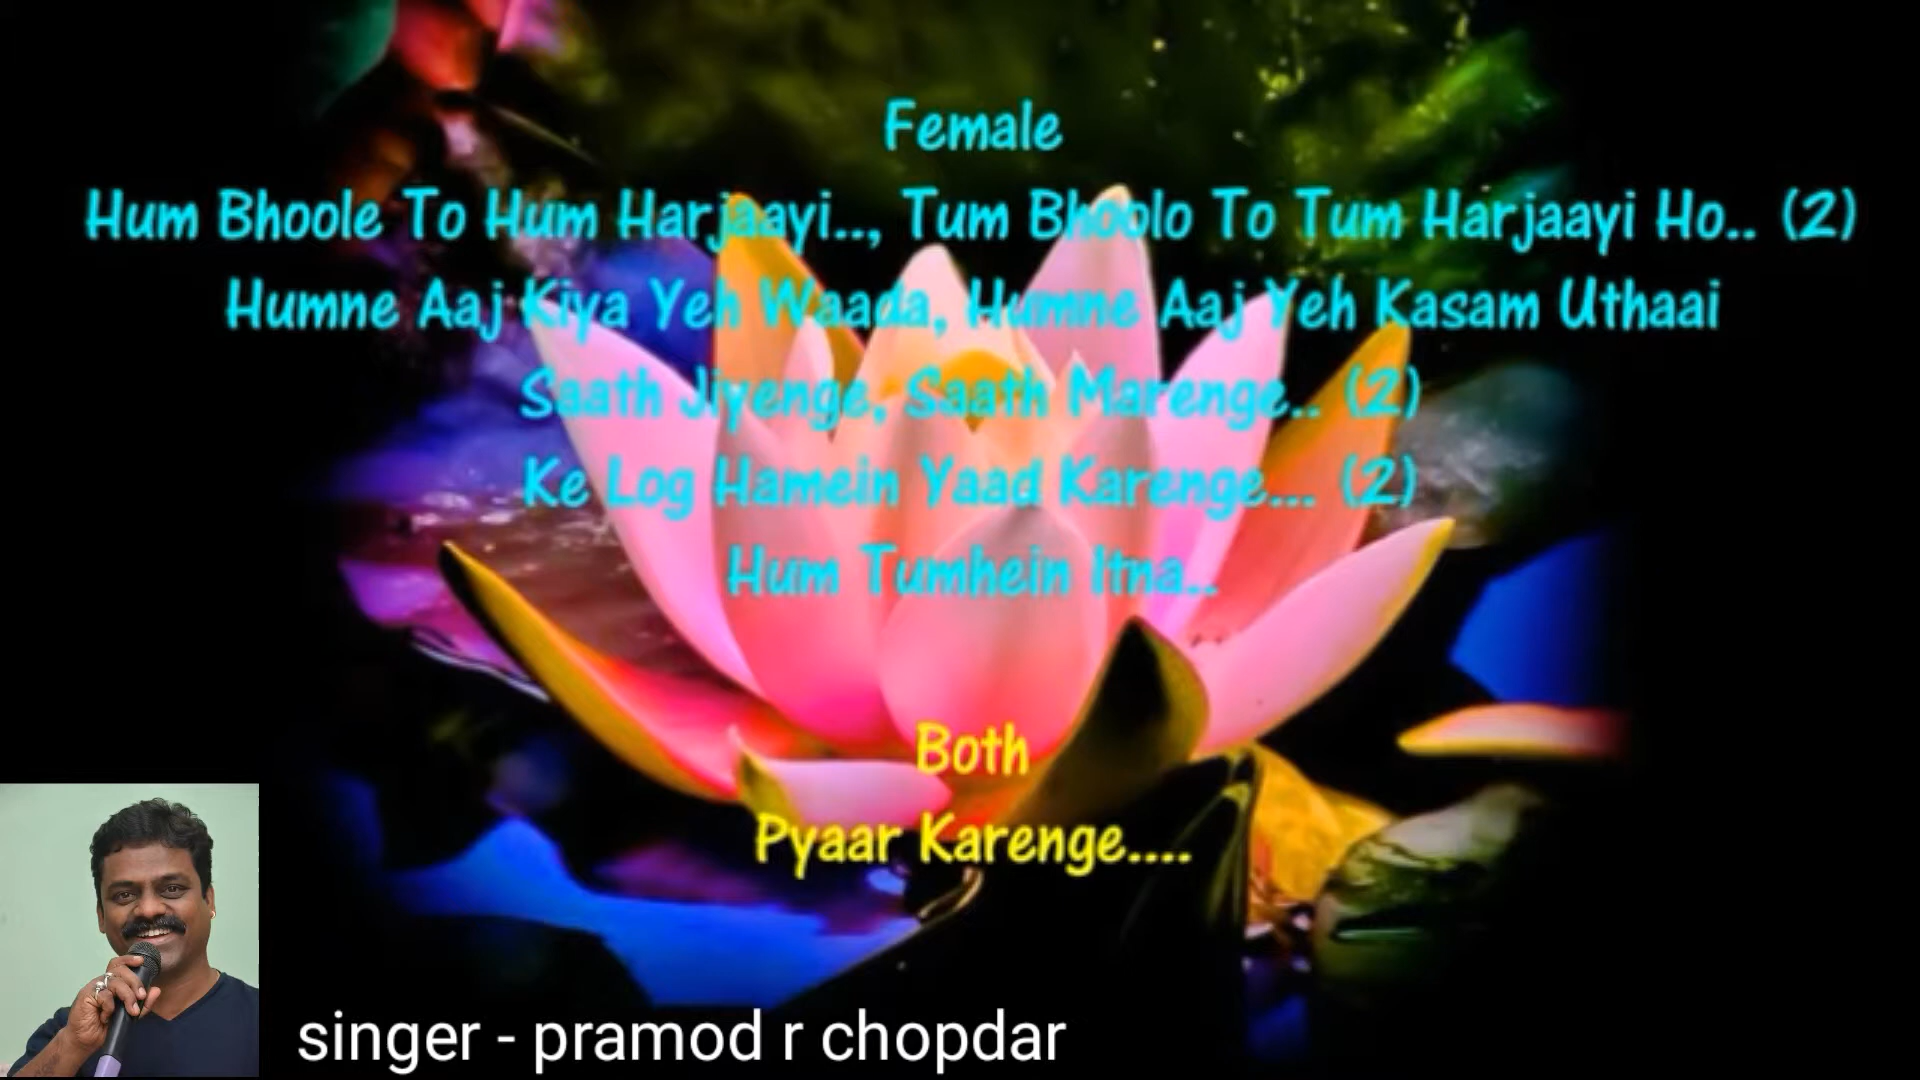 Female
Hum Bhoole To Hum Harjaayi.., Tum Bhoolo To Tum Harjaayi Ho.. (2)
Humne Aaj Kiya Yeh Waada, Humne Aaj Yeh Kasam Uthaai
Saath Jiyenge, Saath Marenge.. (2)
Ke Log Hamein Yaad Karenge... (2)
Hum Tumhein Itna..
Both
Pyaar Karenge....
singer - pramod r chopdar